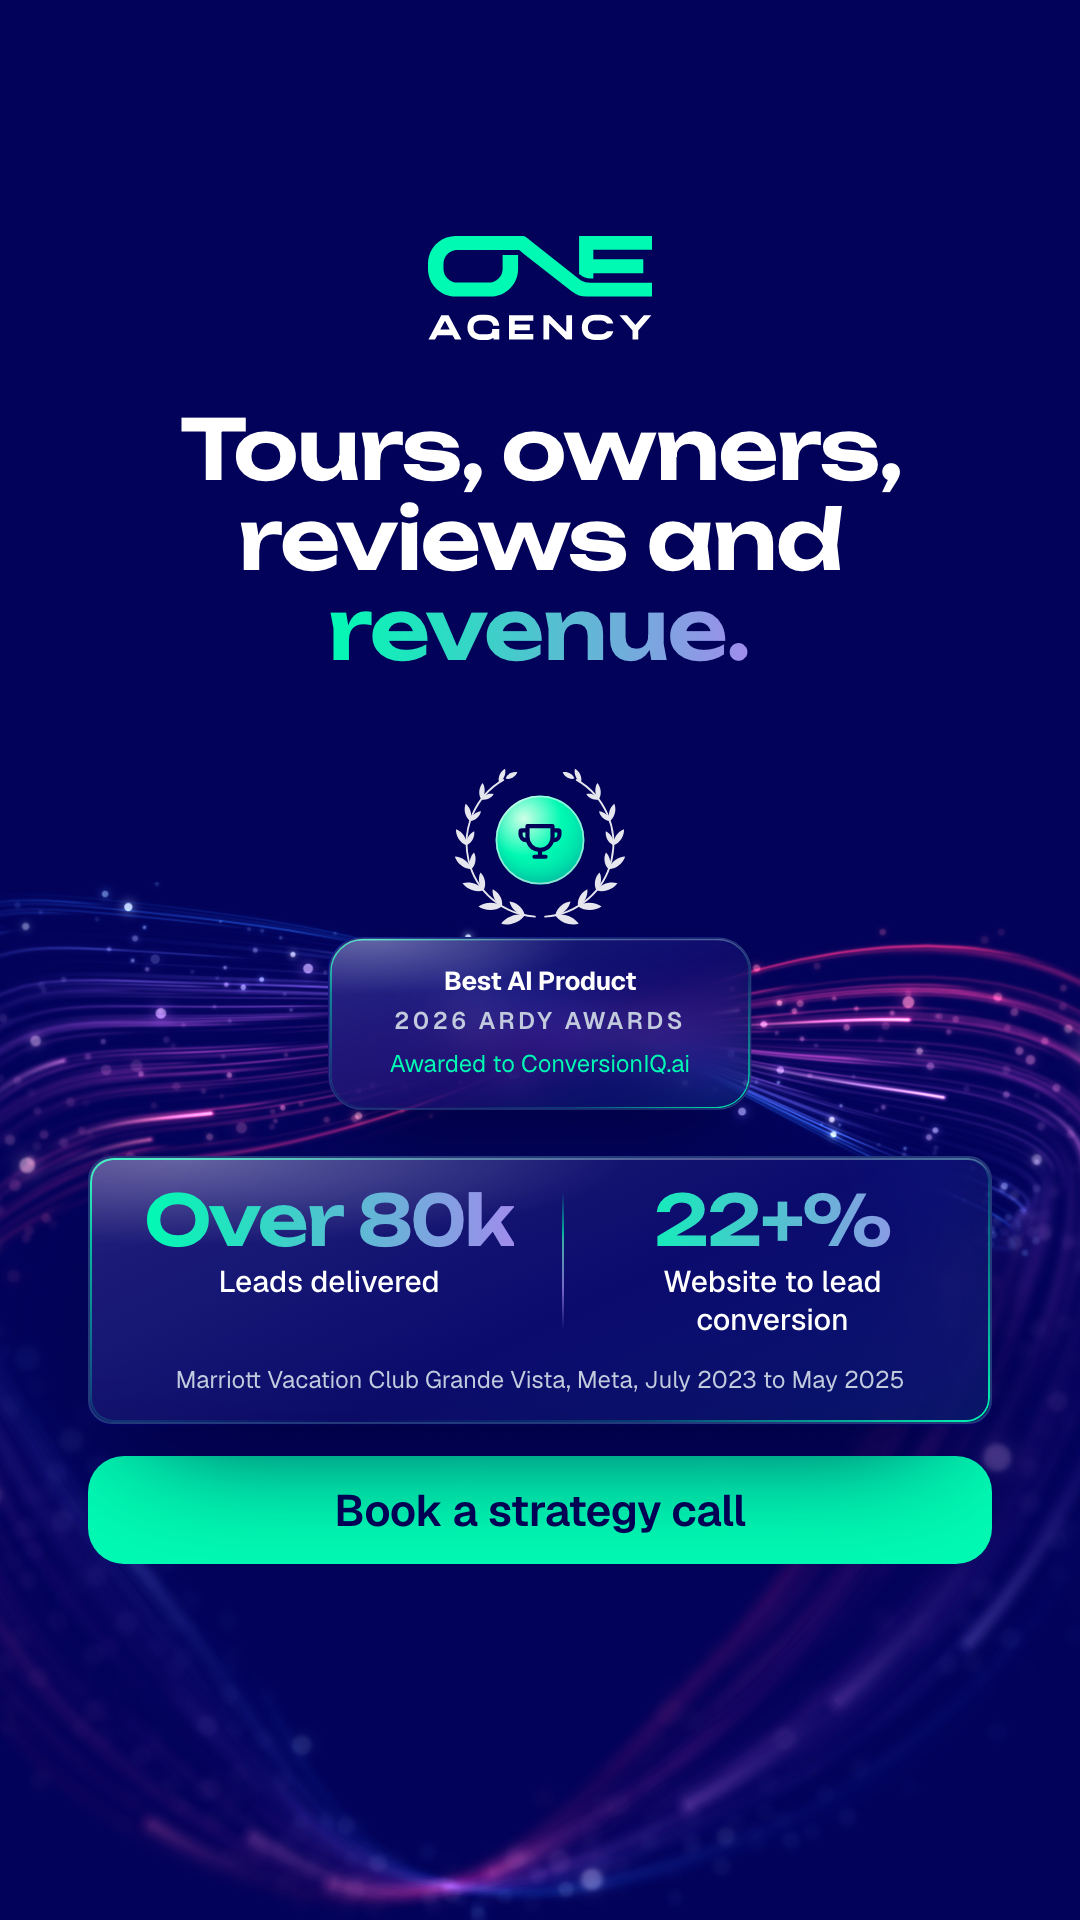 ONE
AGENCY
Tours, owners,
reviews and
revenue.
Best AI Product
2026 ARDY AWARDS
Awarded to ConversionIQ.ai
Over 80k
Leads delivered
22+%
Website to lead
conversion
Marriott Vacation Club Grande Vista, Meta, July 2023 to May 2025
Book a strategy call